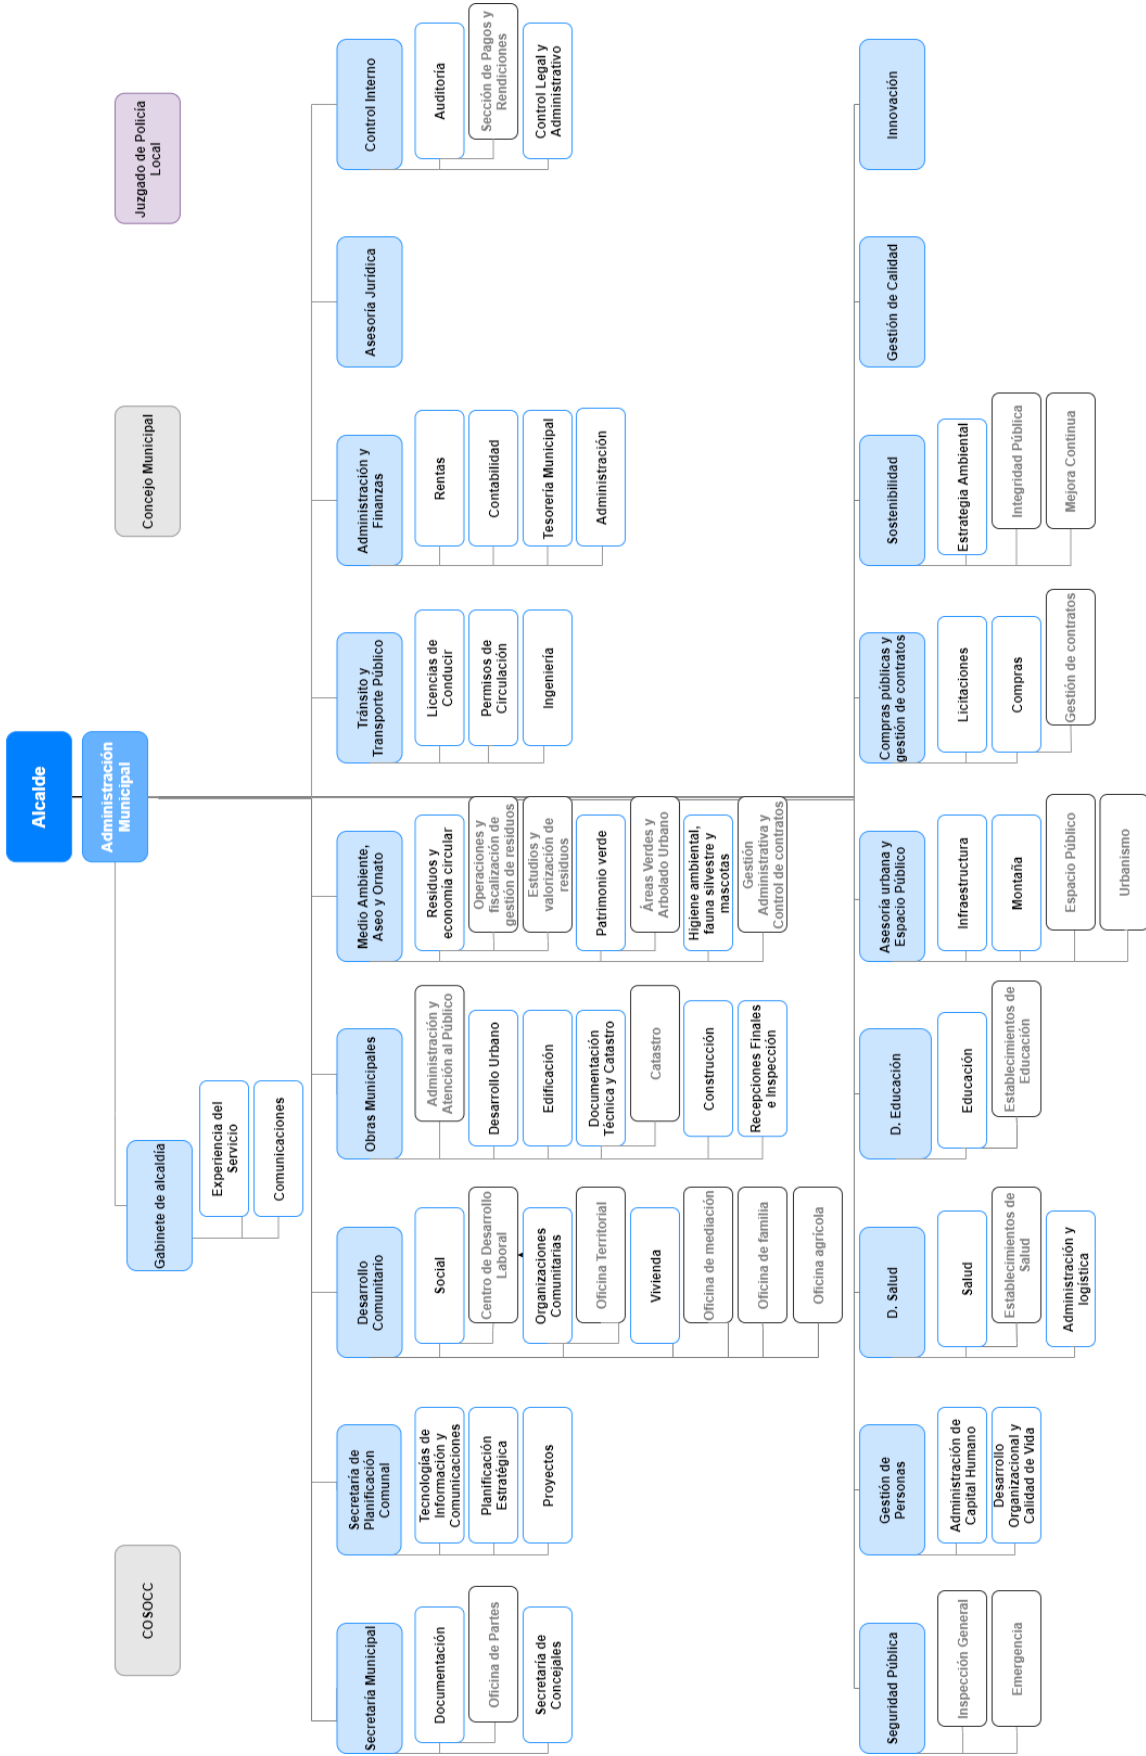 Alcalde
Administración
Municipal
COSOCC
Concejo Municipal
Juzgado de Policía
Local
Gabinete de alcaldía
Experiencia del
Servicio
Comunicaciones
Secretaría Municipal
Documentación
Oficina de Partes
Secretaría de
Concejales
Secretaría de
Planificación
Comunal
Tecnologías de
Información y
Comunicaciones
Planificación
Estratégica
Proyectos
Desarrollo
Comunitario
Social
Centro de Desarrollo
Laboral
Organizaciones
Comunitarias
Oficina Territorial
Vivienda
Oficina de mediación
Oficina de familia
Oficina agrícola
Obras Municipales
Administración y
Atención al Público
Desarrollo Urbano
Edificación
Documentación
Técnica y Catastro
Catastro
Construcción
Recepciones Finales
e Inspección
Medio Ambiente,
Aseo y Ornato
Residuos y
economía circular
Operaciones y
fiscalización de
gestión de residuos
Estudios y
valorización de
residuos
Patrimonio verde
Áreas Verdes y
Arbolado Urbano
Higiene ambiental,
fauna silvestre y
mascotas
Gestión
Administrativa y
Control de contratos
Tránsito y
Transporte Público
Licencias de
Conducir
Permisos de
Circulación
Ingeniería
Administración y
Finanzas
Rentas
Contabilidad
Tesorería Municipal
Administración
Asesoría Jurídica
Control Interno
Auditoría
Sección de Pagos y
Rendiciones
Control Legal y
Administrativo
Seguridad Pública
Inspección General
Emergencia
Gestión de
Personas
Administración de
Capital Humano
Desarrollo
Organizacional y
Calidad de Vida
D. Salud
Salud
Establecimientos de
Salud
Administración y
logística
D. Educación
Educación
Establecimientos de
Educación
Asesoría urbana y
Espacio Público
Infraestructura
Montaña
Espacio Público
Urbanismo
Compras públicas y
gestión de contratos
Licitaciones
Compras
Gestión de contratos
Sostenibilidad
Estrategia Ambiental
Integridad Pública
Mejora Continua
Gestión de Calidad
Innovación